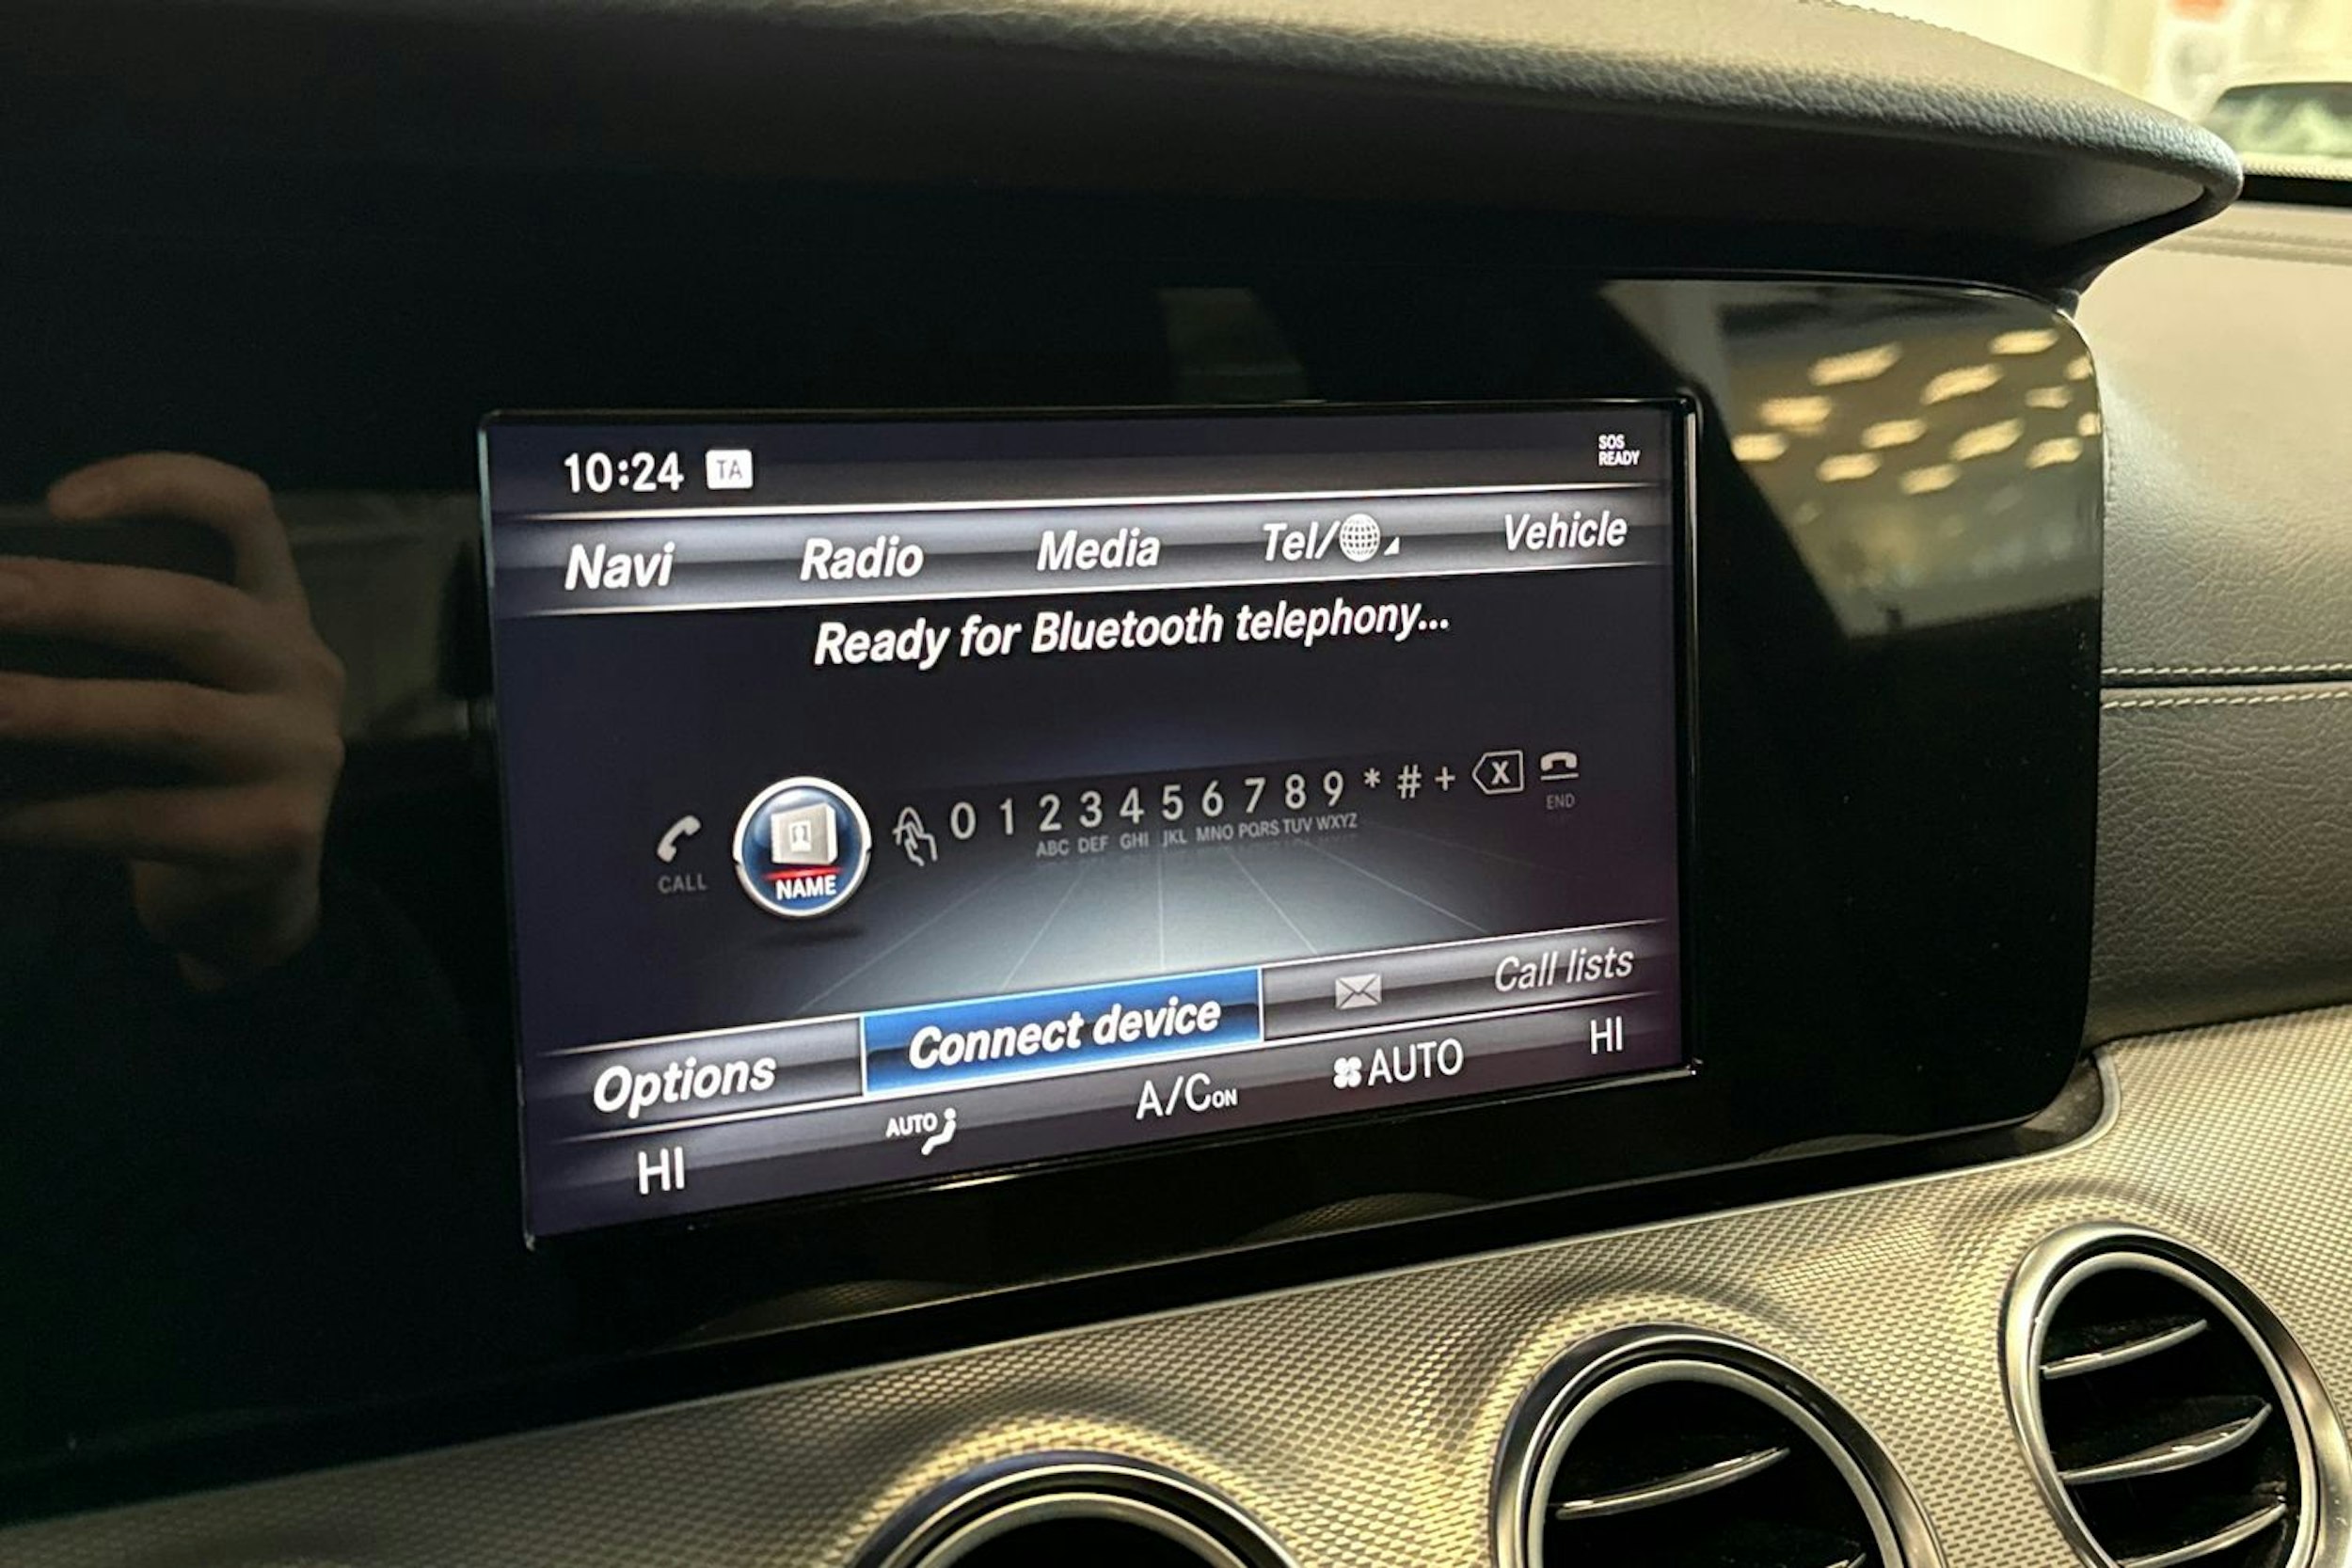 10:24 TA SOS
READY
Navi Radio Media Tel/ Vehicle
Ready for Bluetooth telephony...
CALL
NAME
0 1 2 3 4 5 6 7 8 9 * # + X
ABC DEF GHI JKL MNO PQRS TUV WXYZ
END
Options Connect device Call lists
HI AUTO A/C ON AUTO HI